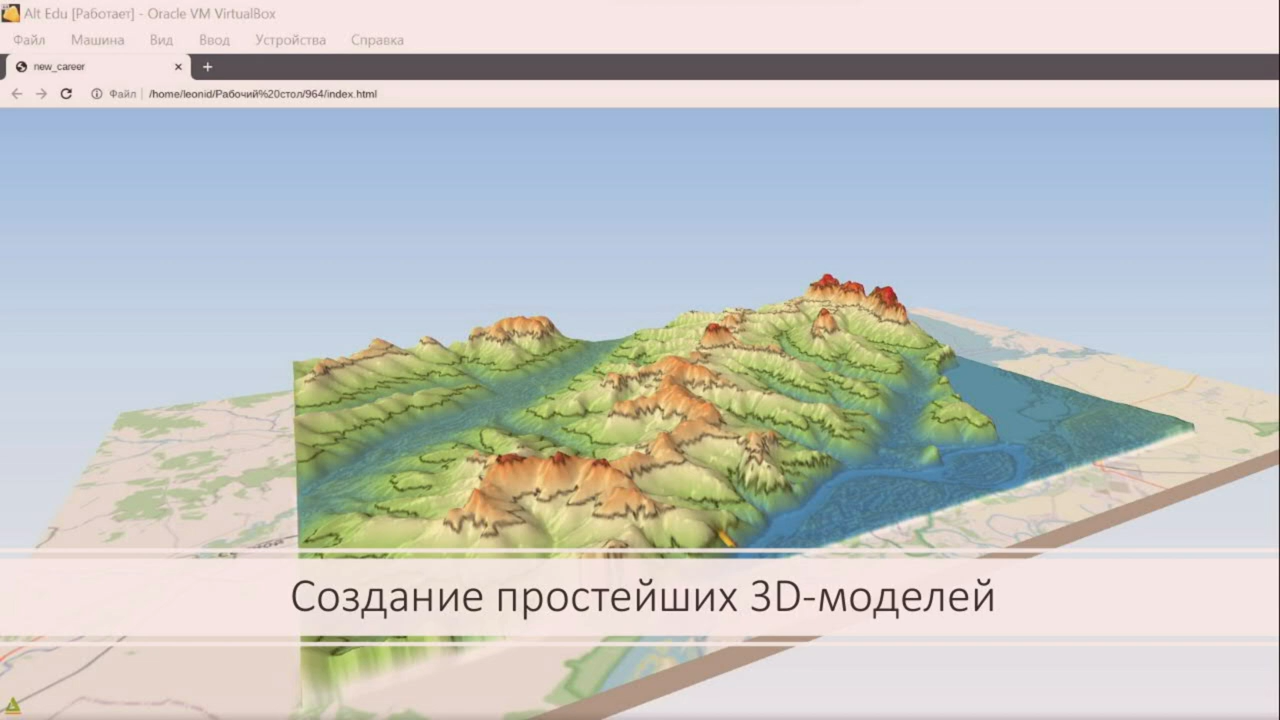 Alt Edu [Работает] - Oracle VM VirtualBox
Файл Машина Вид Ввод Устройства Справка
new_career
Файл /home/leonid/Рабочий%20стол/964/index.html
Создание простейших 3D-моделей